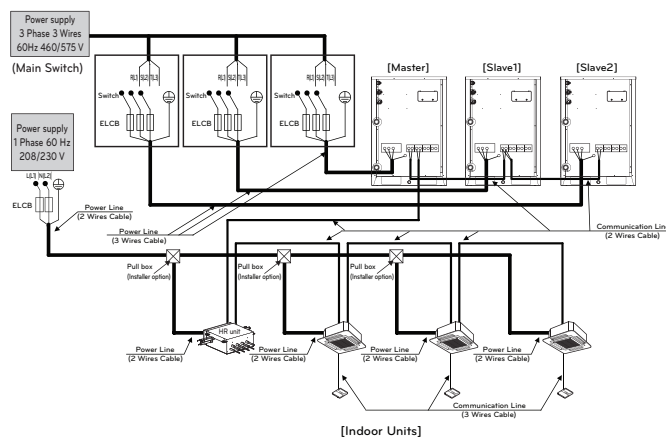 Power supply
3 Phase 3 Wires
60Hz 460/575 V
(Main Switch)
R(L1) S(L2) T(L3)
Switch
ELCB
R(L1) S(L2) T(L3)
Switch
ELCB
R(L1) S(L2) T(L3)
Switch
ELCB
[Master]
[Slave1]
[Slave2]
Power supply
1 Phase 60 Hz
208/230 V
L(L1) N(L2)
ELCB
Power Line
(2 Wires Cable)
Power Line
(3 Wires Cable)
Communication Line
(2 Wires Cable)
Pull box
(Installer option)
Pull box
(Installer option)
Pull box
(Installer option)
HR unit
Power Line
(2 Wires Cable)
Power Line
(2 Wires Cable)
Power Line
(2 Wires Cable)
Power Line
(2 Wires Cable)
Communication Line
(3 Wires Cable)
[Indoor Units]